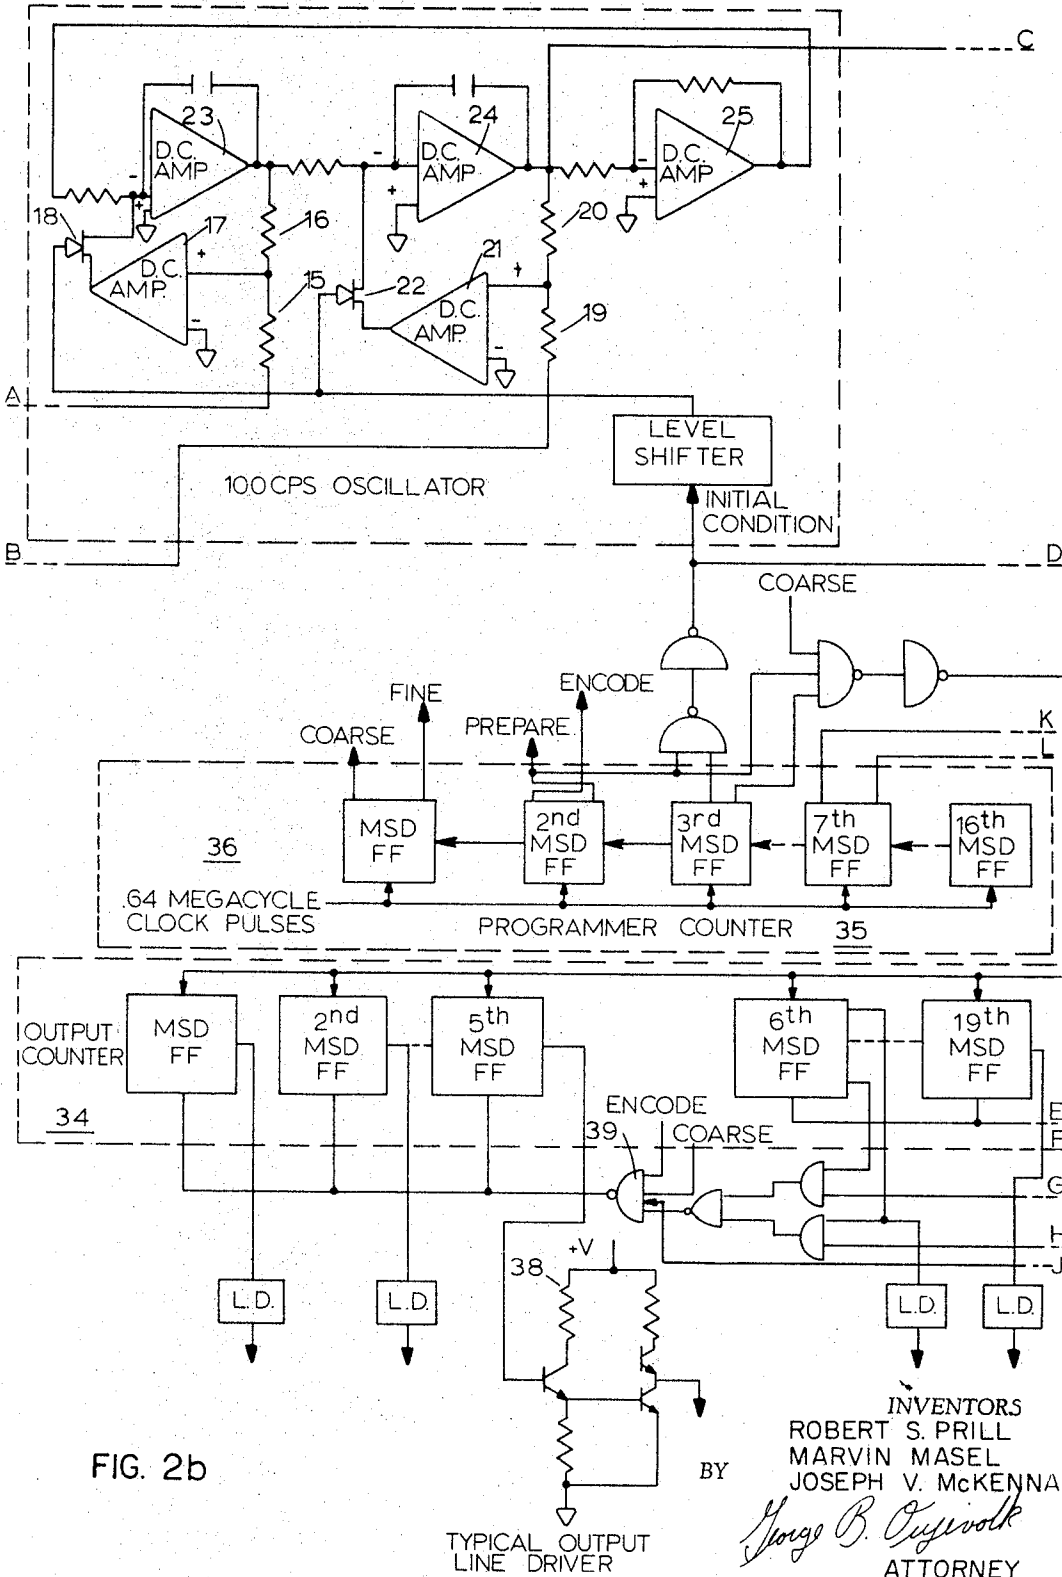 C
23
24
25
D.C.
AMP
D.C.
AMP
D.C.
AMP
-
+
-
+
-
+
18
17
16
20
21
+
D.C.
AMP.
-
15
22
+
D.C.
AMP.
-
19
A
LEVEL
SHIFTER
100CPS OSCILLATOR
INITIAL
CONDITION
B
D
COARSE
FINE
ENCODE
COARSE
PREPARE
K
L
MSD
FF
2nd
MSD
FF
3rd
MSD
FF
7th
MSD
FF
16th
MSD
FF
36
.64 MEGACYCLE
CLOCK PULSES
PROGRAMMER COUNTER
35
OUTPUT
COUNTER
MSD
FF
2nd
MSD
FF
5th
MSD
FF
6th
MSD
FF
19th
MSD
FF
34
ENCODE
39
COARSE
E
F
G
H
J
+V
38
L.D.
L.D.
L.D.
L.D.
FIG. 2b
TYPICAL OUTPUT
LINE DRIVER
INVENTORS
ROBERT S. PRILL
MARVIN MASEL
JOSEPH V. McKENNA
BY
George B. Oujevolk
ATTORNEY